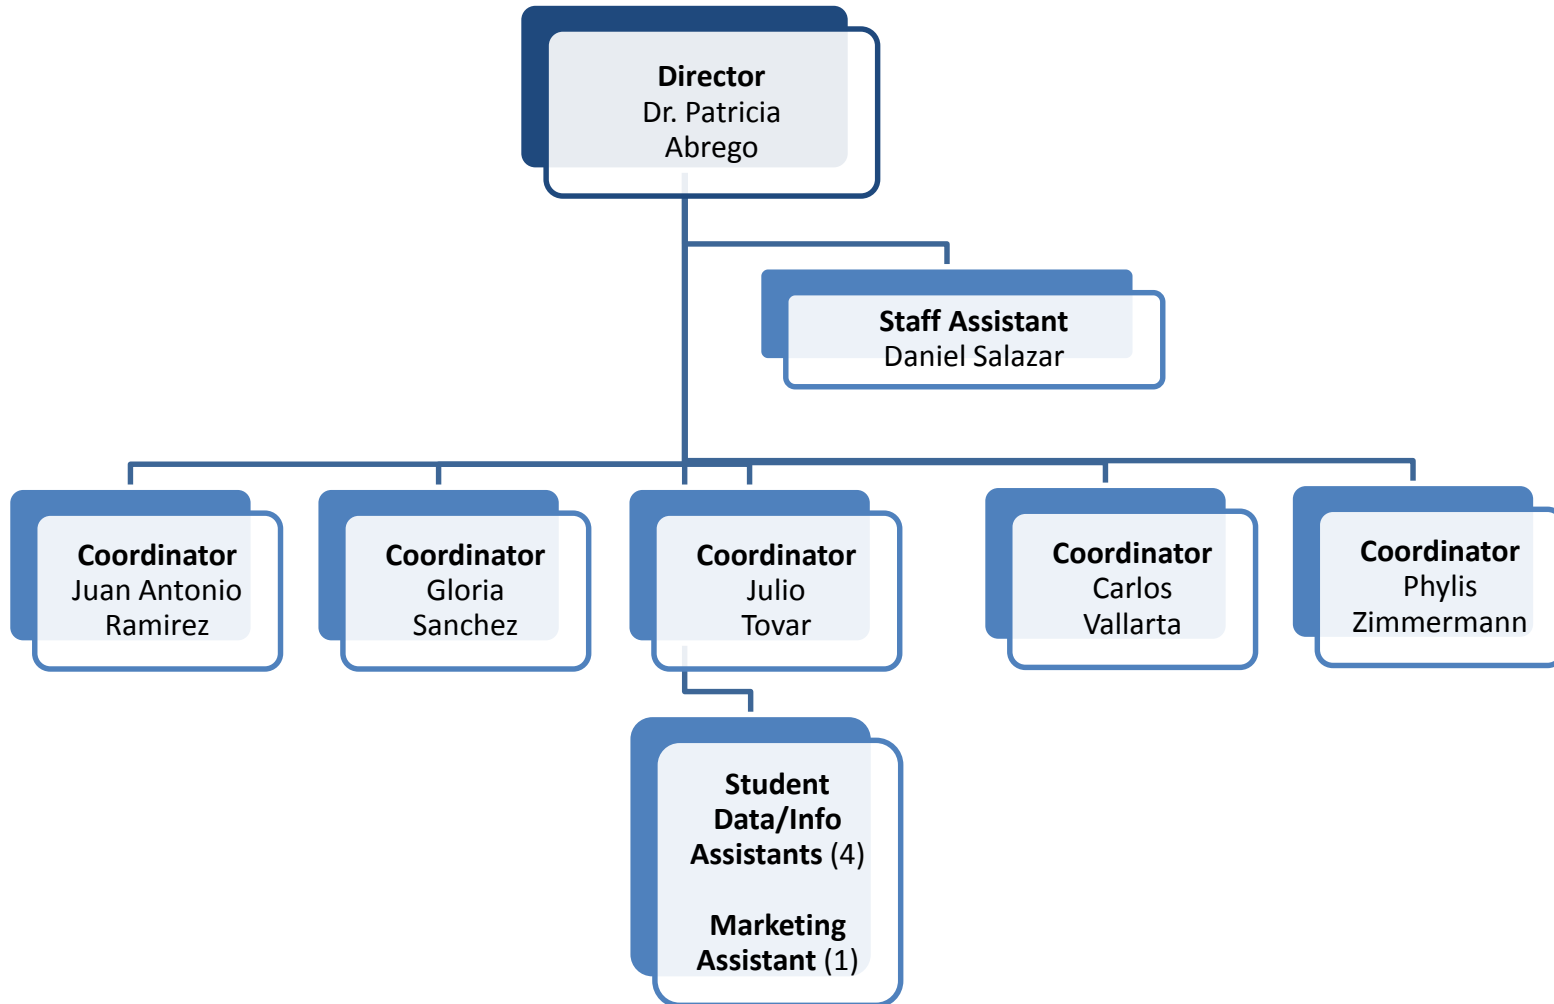 Director
Dr. Patricia
Abrego
Staff Assistant
Daniel Salazar
Coordinator
Juan Antonio
Ramirez
Coordinator
Gloria
Sanchez
Coordinator
Julio
Tovar
Coordinator
Carlos
Vallarta
Coordinator
Phylis
Zimmermann
Student
Data/Info
Assistants (4)
Marketing
Assistant (1)